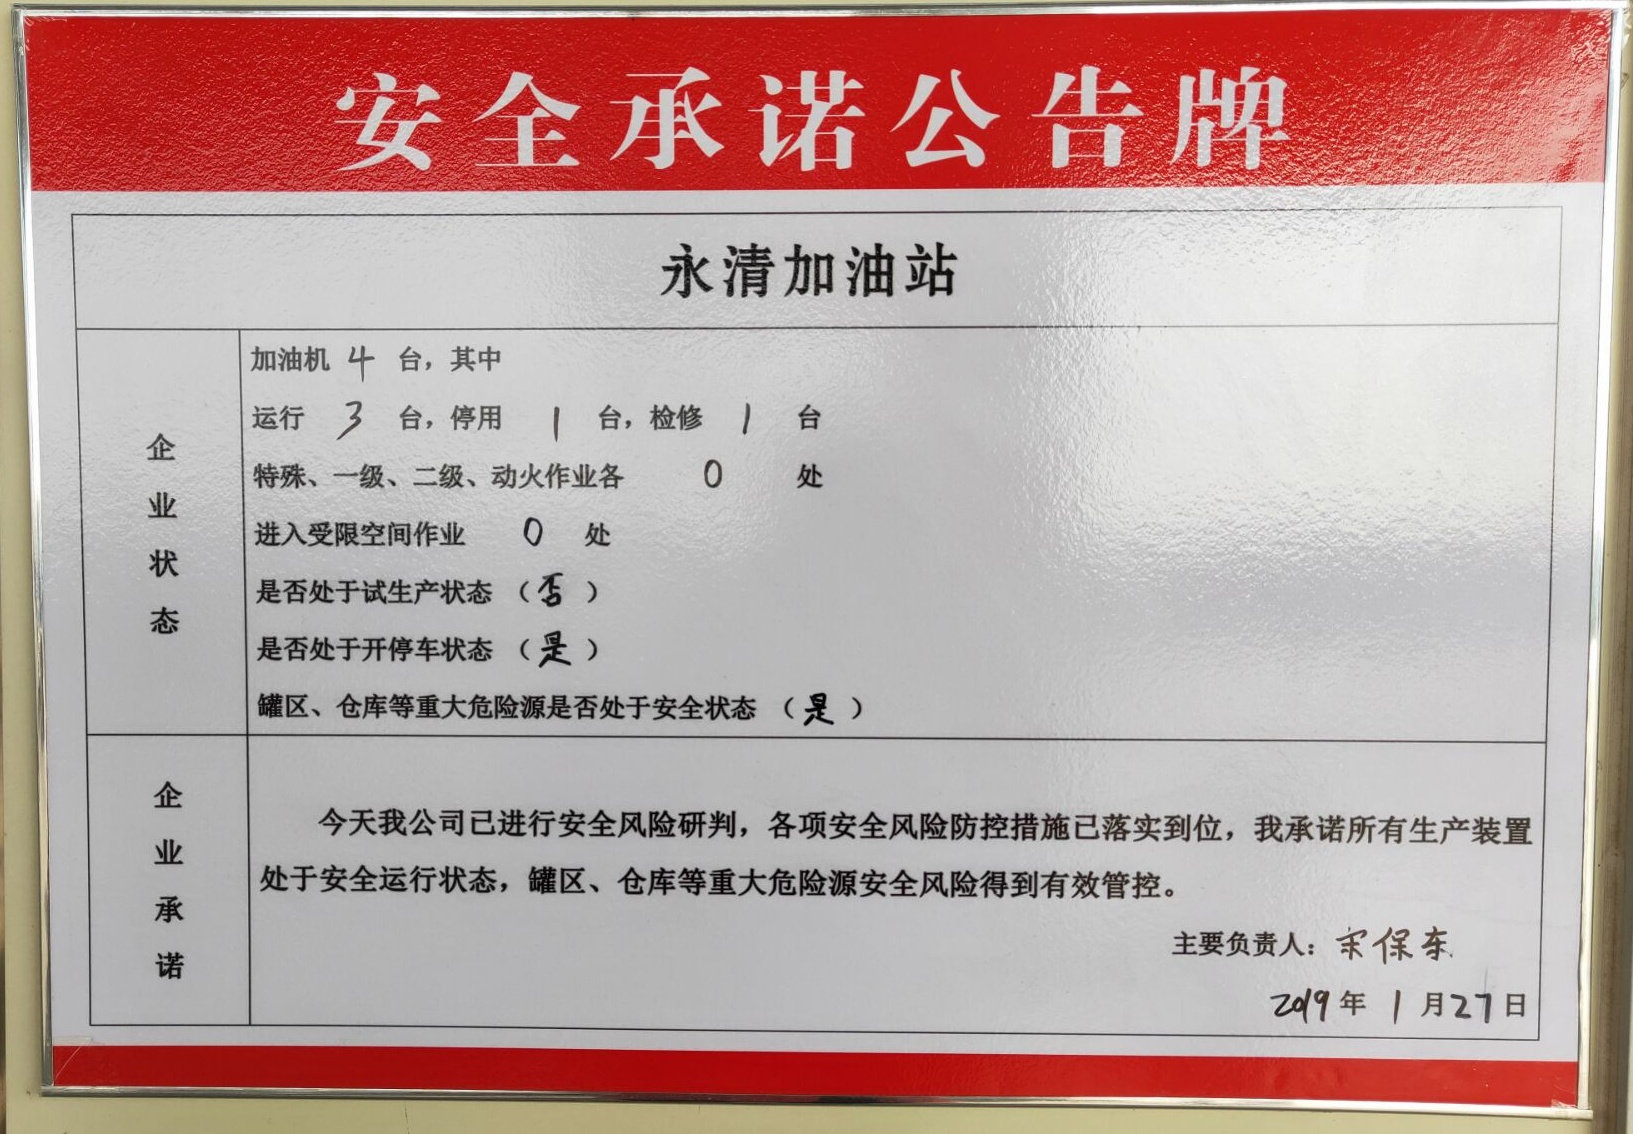 安全承诺公告牌
永清加油站
企业状态
加油机 4 台，其中
运行 3 台，停用 1 台，检修 1 台
特殊、一级、二级、动火作业各 0 处
进入受限空间作业 0 处
是否处于试生产状态（否）
是否处于开停车状态（是）
罐区、仓库等重大危险源是否处于安全状态（是）
企业承诺
今天我公司已进行安全风险研判，各项安全风险防控措施已落实到位，我承诺所有生产装置
处于安全运行状态，罐区、仓库等重大危险源安全风险得到有效管控。
主要负责人：宋保东
2019年 1 月27日